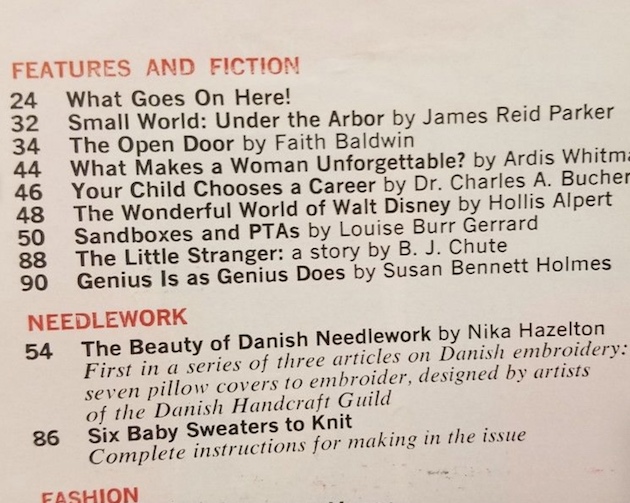 FEATURES AND FICTION
24 What Goes On Here!
32 Small World: Under the Arbor by James Reid Parker
34 The Open Door by Faith Baldwin
44 What Makes a Woman Unforgettable? by Ardis Whitma
46 Your Child Chooses a Career by Dr. Charles A. Bucher
48 The Wonderful World of Walt Disney by Hollis Alpert
50 Sandboxes and PTAs by Louise Burr Gerrard
88 The Little Stranger: a story by B. J. Chute
90 Genius Is as Genius Does by Susan Bennett Holmes
NEEDLEWORK
54 The Beauty of Danish Needlework by Nika Hazelton
First in a series of three articles on Danish embroidery:
seven pillow covers to embroider, designed by artists
of the Danish Handcraft Guild
86 Six Baby Sweaters to Knit
Complete instructions for making in the issue
FASHION